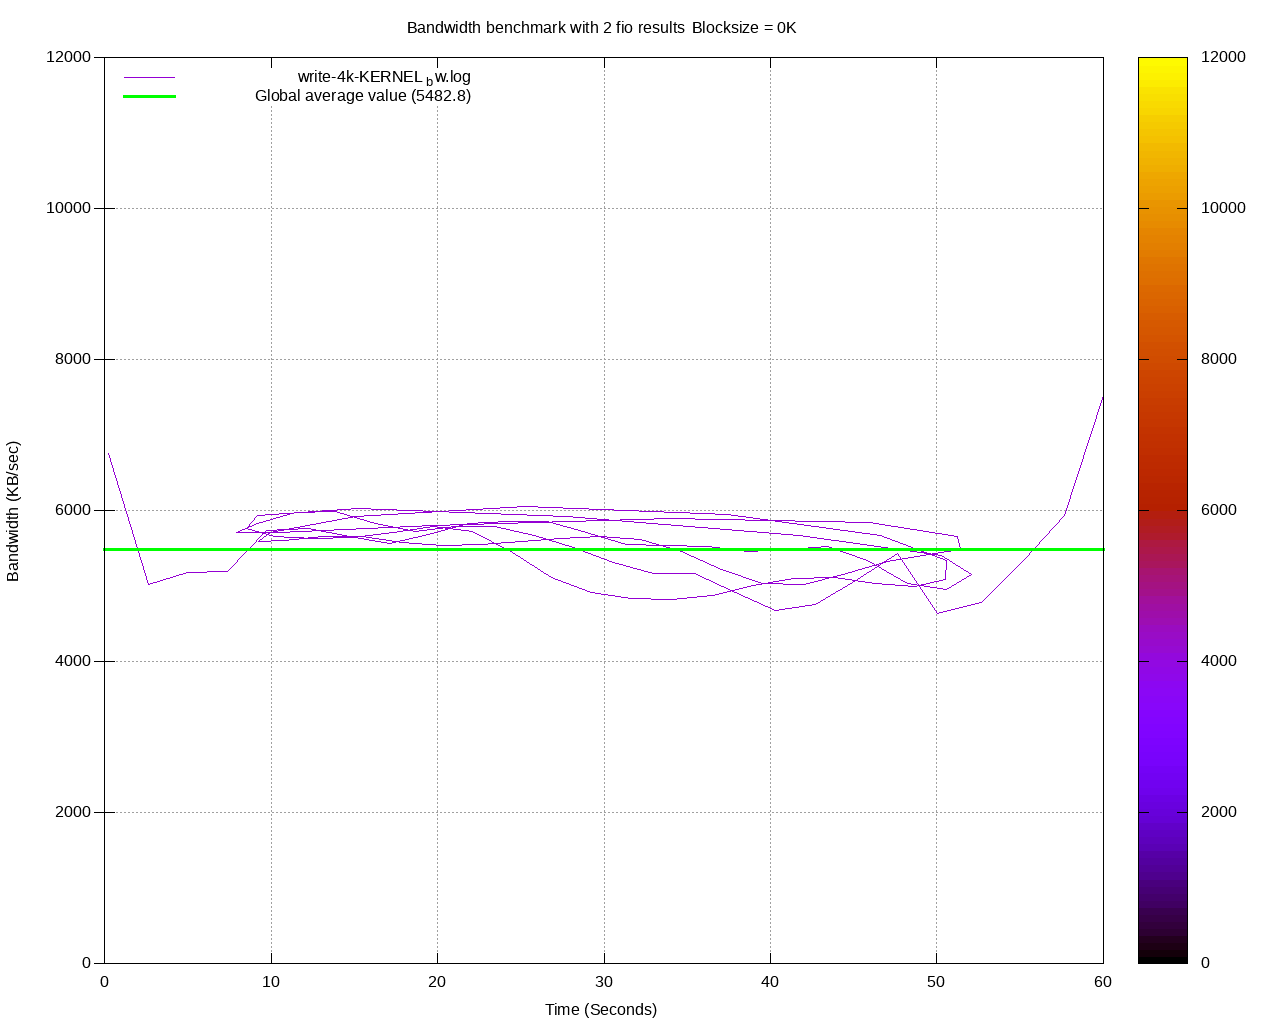 Bandwidth benchmark with 2 fio results Blocksize = 0K
write-4k-KERNEL_bw.log
Global average value (5482.8)
Bandwidth (KB/sec)
12000
10000
8000
6000
4000
2000
0
0 10 20 30 40 50 60
Time (Seconds)
12000
10000
8000
6000
4000
2000
0